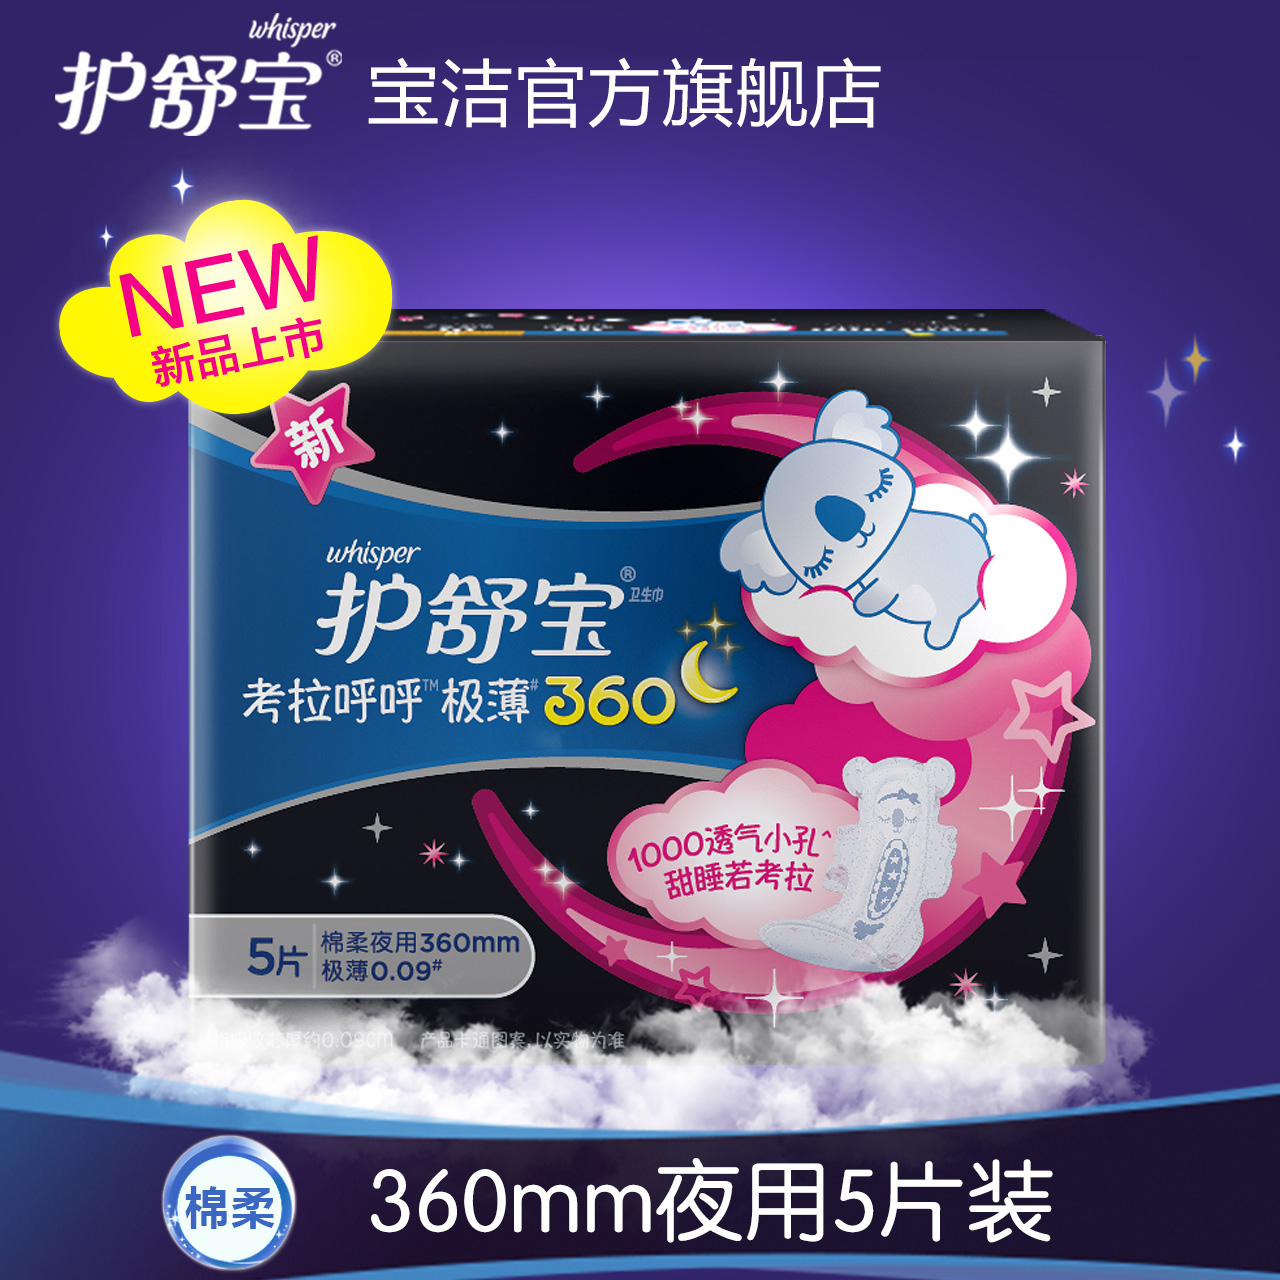 whisper
护舒宝®
宝洁官方旗舰店
NEW
新品上市
新
whisper
护舒宝®
卫生巾
考拉呼呼™ 极薄# 360
1000透气小孔^
甜睡若考拉
5片
棉柔夜用360mm
极薄0.09#
产品卡通图案,以实物为准
棉柔
360mm夜用5片装